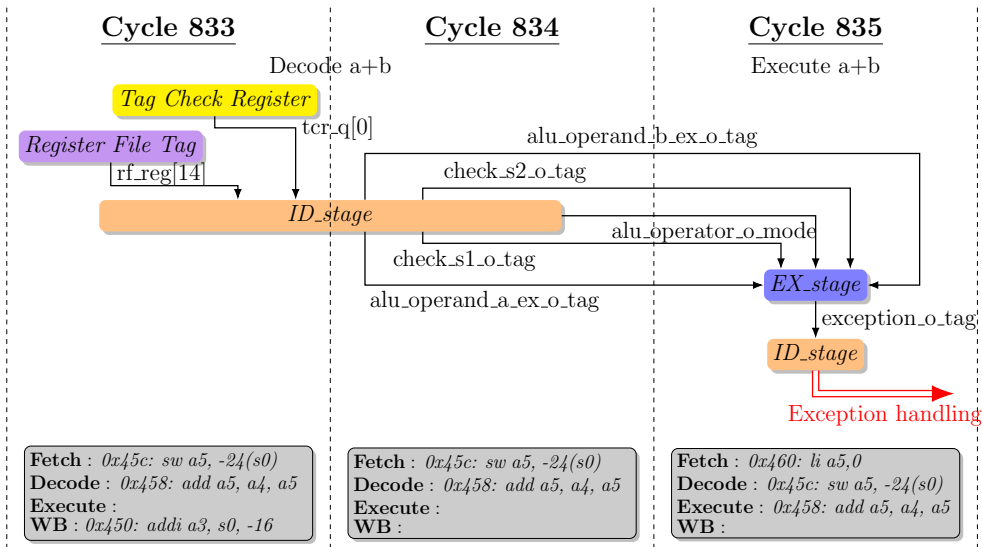 Cycle 833
Cycle 834
Cycle 835
Decode a+b
Execute a+b
Tag Check Register
tcr_q[0]
Register File Tag
rf_reg[14]
alu_operand_b_ex_o_tag
check_s2_o_tag
ID_stage
alu_operator_o_mode
check_s1_o_tag
EX_stage
alu_operand_a_ex_o_tag
exception_o_tag
ID_stage
Exception handling
Fetch : 0x45c: sw a5, -24(s0)
Decode : 0x458: add a5, a4, a5
Execute :
WB : 0x450: addi a3, s0, -16
Fetch : 0x45c: sw a5, -24(s0)
Decode : 0x458: add a5, a4, a5
Execute :
WB :
Fetch : 0x460: li a5,0
Decode : 0x45c: sw a5, -24(s0)
Execute : 0x458: add a5, a4, a5
WB :